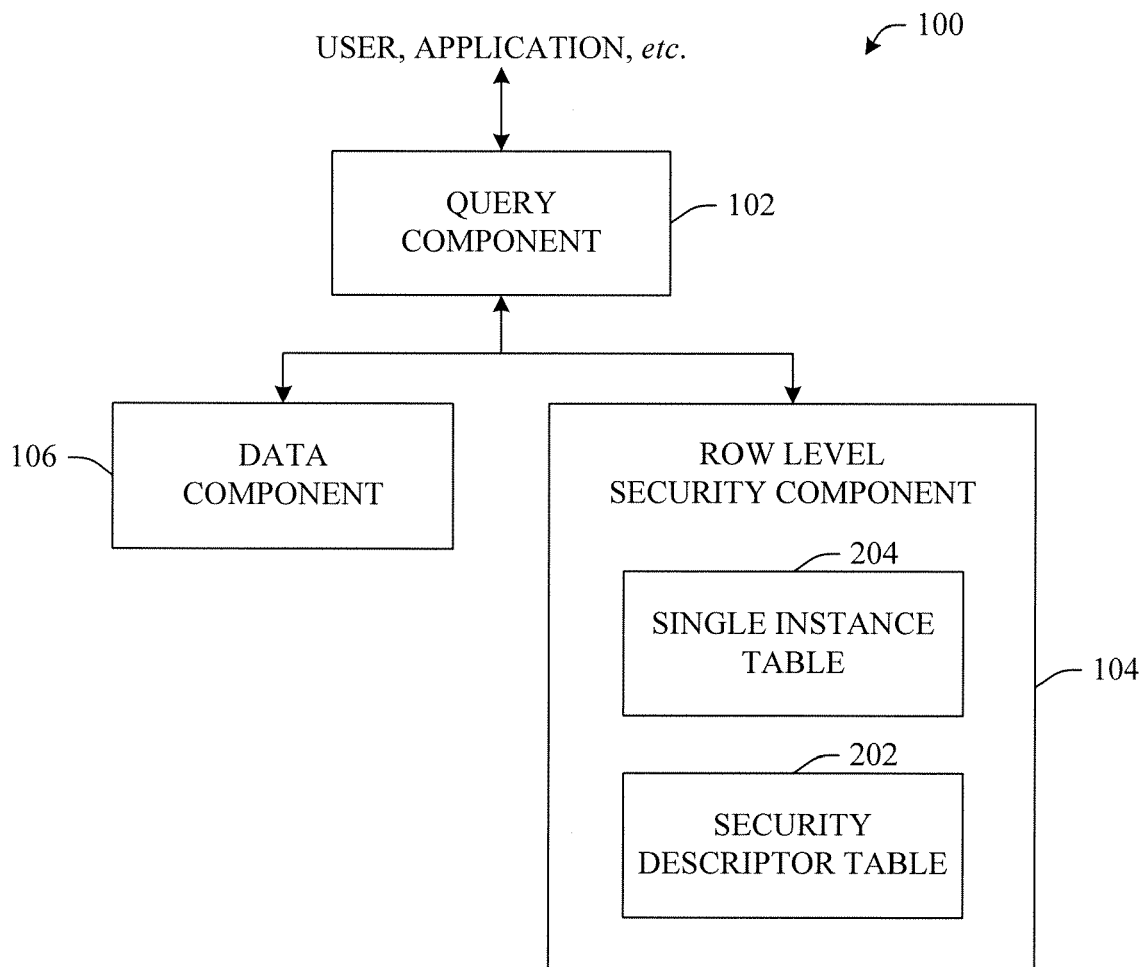 100
USER, APPLICATION, etc.
QUERY
COMPONENT
102
106
DATA
COMPONENT
ROW LEVEL
SECURITY COMPONENT
204
SINGLE INSTANCE
TABLE
104
202
SECURITY
DESCRIPTOR TABLE